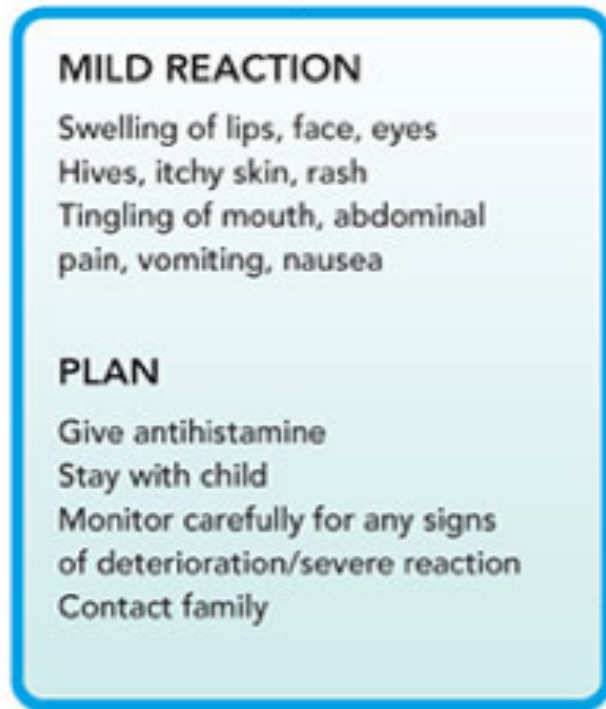 MILD REACTION
Swelling of lips, face, eyes
Hives, itchy skin, rash
Tingling of mouth, abdominal
pain, vomiting, nausea
PLAN
Give antihistamine
Stay with child
Monitor carefully for any signs
of deterioration/severe reaction
Contact family